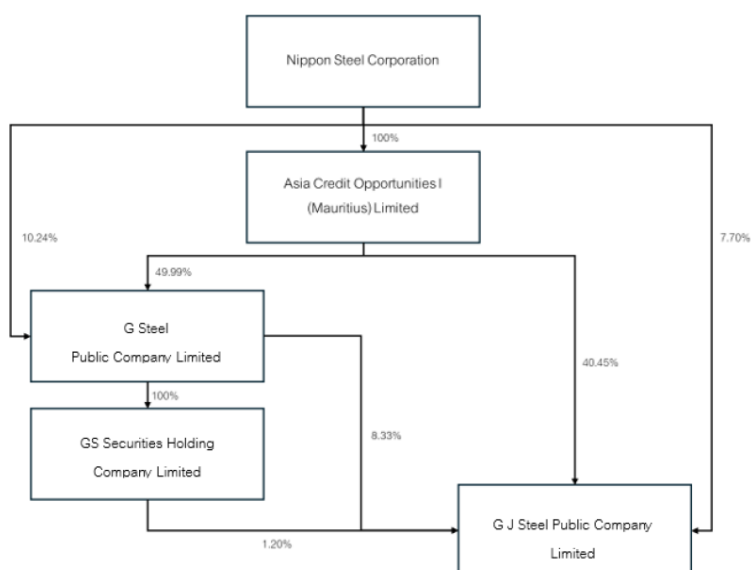 Nippon Steel Corporation
100%
Asia Credit Opportunities I
(Mauritius) Limited
10.24%
7.70%
49.99%
G Steel
Public Company Limited
40.45%
100%
8.33%
GS Securities Holding
Company Limited
G J Steel Public Company
Limited
1.20%